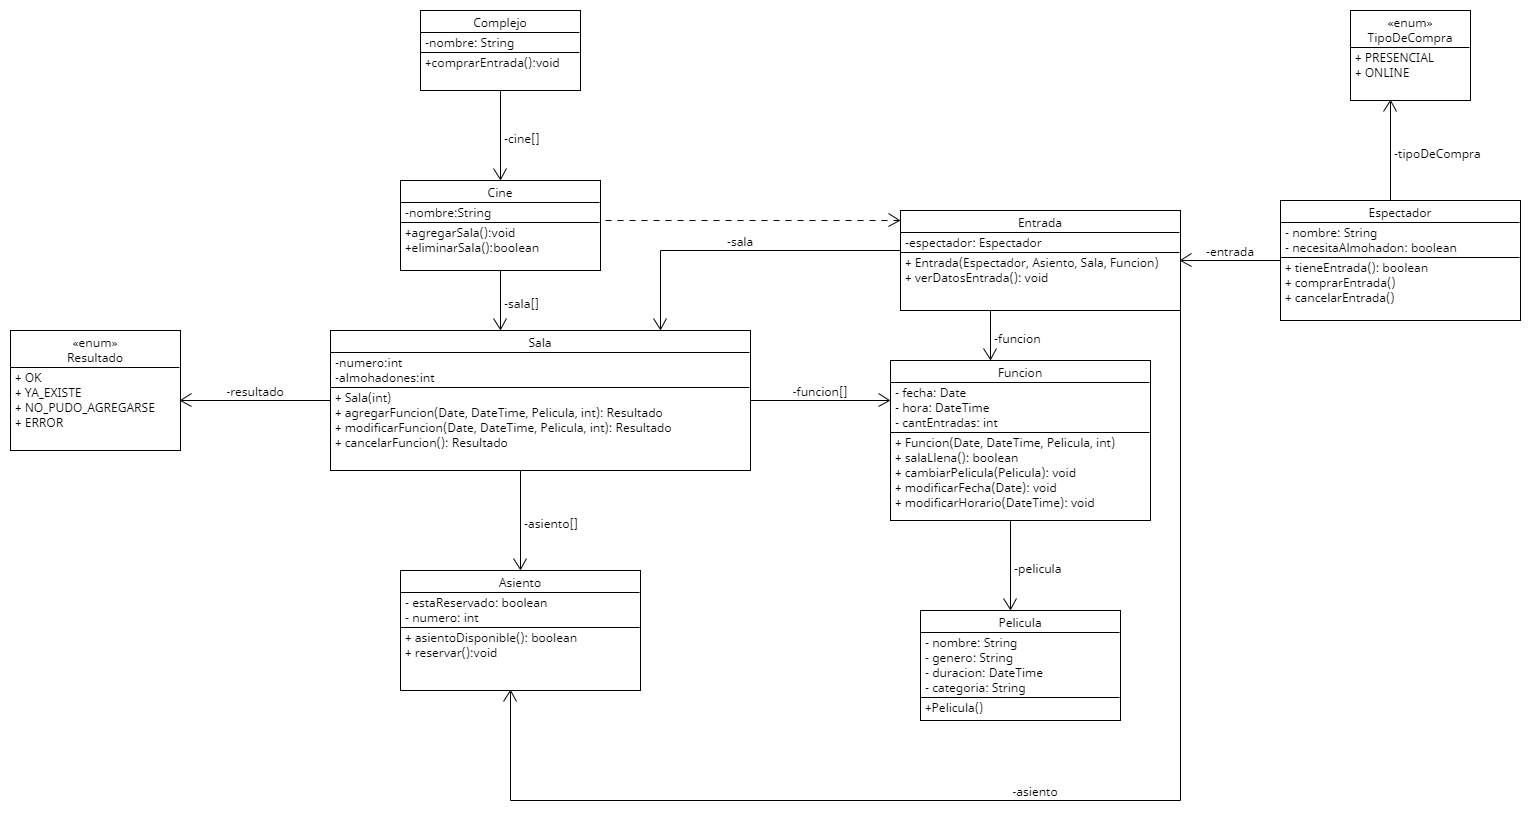 Complejo
-nombre: String
+comprarEntrada():void
«enum»
TipoDeCompra
+ PRESENCIAL
+ ONLINE
-cine[]
-tipoDeCompra
Cine
-nombre:String
+agregarSala():void
+eliminarSala():boolean
Entrada
-espectador: Espectador
+ Entrada(Espectador, Asiento, Sala, Funcion)
+ verDatosEntrada(): void
Espectador
- nombre: String
- necesitaAlmohadon: boolean
+ tieneEntrada(): boolean
+ comprarEntrada()
+ cancelarEntrada()
-sala
-entrada
-sala[]
-funcion
«enum»
Resultado
+ OK
+ YA_EXISTE
+ NO_PUDO_AGREGARSE
+ ERROR
-resultado
Sala
-numero:int
-almohadones:int
+ Sala(int)
+ agregarFuncion(Date, DateTime, Pelicula, int): Resultado
+ modificarFuncion(Date, DateTime, Pelicula, int): Resultado
+ cancelarFuncion(): Resultado
-funcion[]
Funcion
- fecha: Date
- hora: DateTime
- cantEntradas: int
+ Funcion(Date, DateTime, Pelicula, int)
+ salaLlena(): boolean
+ cambiarPelicula(Pelicula): void
+ modificarFecha(Date): void
+ modificarHorario(DateTime): void
-asiento[]
-pelicula
Asiento
- estaReservado: boolean
- numero: int
+ asientoDisponible(): boolean
+ reservar():void
Pelicula
- nombre: String
- genero: String
- duracion: DateTime
- categoria: String
+Pelicula()
-asiento